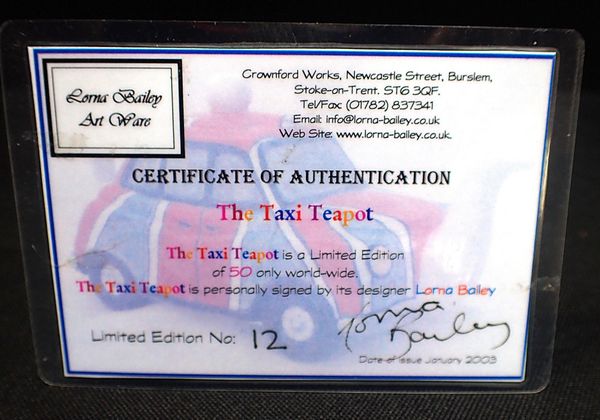 Lorna Bailey
Art Ware
Crownford Works, Newcastle Street, Burslem,
Stoke-on-Trent. ST6 3QF.
Tel/Fax (01782) 837341
Email: info@lorna-bailey.co.uk
Web Site: www.lorna-bailey.co.uk.
CERTIFICATE OF AUTHENTICATION
The Taxi Teapot
The Taxi Teapot is a Limited Edition
of 50 only world-wide.
The Taxi Teapot is personally signed by its designer Lorna Bailey
Limited Edition No: 12
Lorna Bailey
Date of issue January 2003